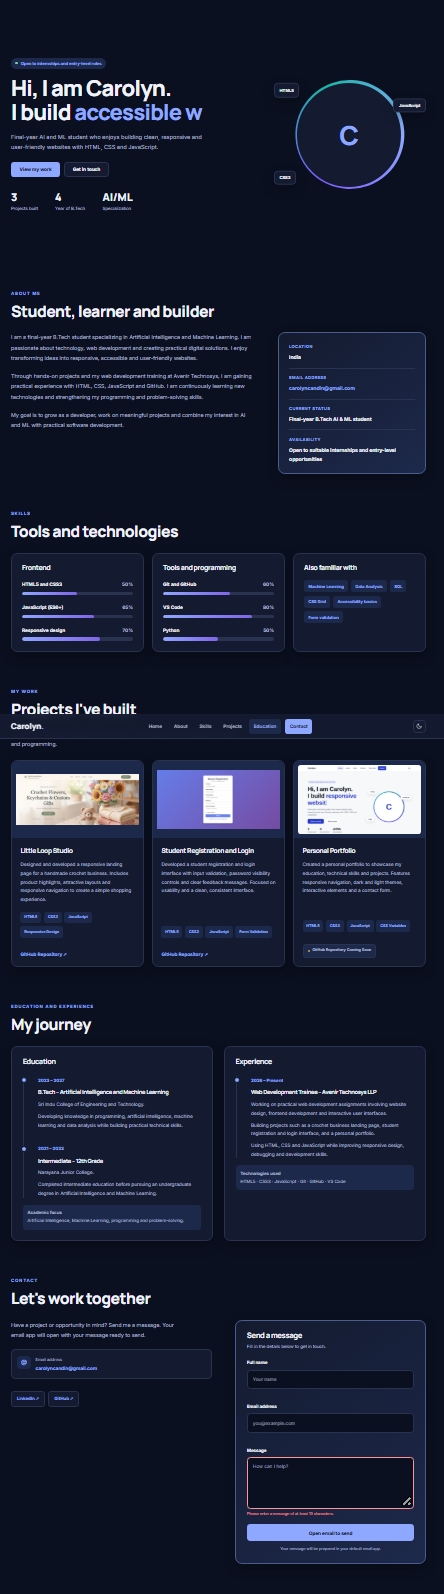 Open to internships and entry-level roles
Hi, I am Carolyn.
I build accessible w
Final-year AI and ML student who enjoys building clean, responsive and
user-friendly websites with HTML, CSS and JavaScript.
View my work
Get in touch
3
Projects built
4
Year of B.Tech
AI/ML
Specialization
HTML5
JavaScript
C
CSS3
ABOUT ME
Student, learner and builder
I am a final-year B.Tech student specializing in Artificial Intelligence and Machine Learning. I am
passionate about technology, web development and creating practical digital solutions. I enjoy
transforming ideas into responsive, accessible and user-friendly websites.
Through hands-on projects and my web development training at Avenir Technosys, I am gaining
practical experience with HTML, CSS, JavaScript and GitHub. I am continuously learning new
technologies and strengthening my programming and problem-solving skills.
My goal is to grow as a developer, work on meaningful projects and combine my interest in AI
and ML with practical software development.
LOCATION
India
EMAIL ADDRESS
carolyncandin@gmail.com
CURRENT STATUS
Final-year B.Tech AI & ML student
AVAILABILITY
Open to suitable internships and entry-level
opportunities
SKILLS
Tools and technologies
Frontend
HTML5 and CSS3 50%
JavaScript (ES6+) 65%
Responsive design 70%
Tools and programming
Git and GitHub 60%
VS Code 80%
Python 50%
Also familiar with
Machine Learning
Data Analysis
SQL
CSS Grid
Accessibility basics
Form validation
MY WORK
Projects I've built
Carolyn.
Home
About
Skills
Projects
Education
Contact
and programming.
Crochet Flowers,
Keychains & Custom
Gifts
Little Loop Studio
Designed and developed a responsive landing
page for a handmade crochet business. Includes
product highlights, attractive layouts and
responsive navigation to create a simple shopping
experience.
HTML5
CSS3
JavaScript
Responsive Design
GitHub Repository ↗
Student Registration and Login
Developed a student registration and login
interface with input validation, password visibility
controls and clear feedback messages. Focused on
usability and a clean, consistent interface.
HTML5
CSS3
JavaScript
Form Validation
GitHub Repository ↗
Hi, I am Carolyn.
I build responsive
websit
C
Personal Portfolio
Created a personal portfolio to showcase my
education, technical skills and projects. Features
responsive navigation, dark and light themes,
interactive elements and a contact form.
HTML5
CSS3
JavaScript
CSS Variables
GitHub Repository Coming Soon
EDUCATION AND EXPERIENCE
My journey
Education
2023 – 2027
B.Tech – Artificial Intelligence and Machine Learning
Sri Indu College of Engineering and Technology.
Developing knowledge in programming, artificial intelligence, machine
learning and data analysis while building practical technical skills.
2021 – 2023
Intermediate – 12th Grade
Narayana Junior College.
Completed intermediate education before pursuing an undergraduate
degree in Artificial Intelligence and Machine Learning.
Academic focus
Artificial Intelligence, Machine Learning, programming and problem-solving.
Experience
2026 – Present
Web Development Trainee – Avenir Technosys LLP
Working on practical web development assignments involving website
design, frontend development and interactive user interfaces.
Building projects such as a crochet business landing page, student
registration and login interface, and a personal portfolio.
Using HTML, CSS and JavaScript while improving responsive design,
debugging and development skills.
Technologies used
HTML · CSS · JavaScript · Git · GitHub · VS Code
CONTACT
Let's work together
Have a project or opportunity in mind? Send me a message. Your
email app will open with your message ready to send.
@
Email address
carolyncandin@gmail.com
LinkedIn ↗
GitHub ↗
Send a message
Fill in the details below to get in touch.
Full name
Your name
Email address
you@example.com
Message
How can I help?
Please enter a message of at least 10 characters.
Open email to send
Your message will be prepared in your default email app.